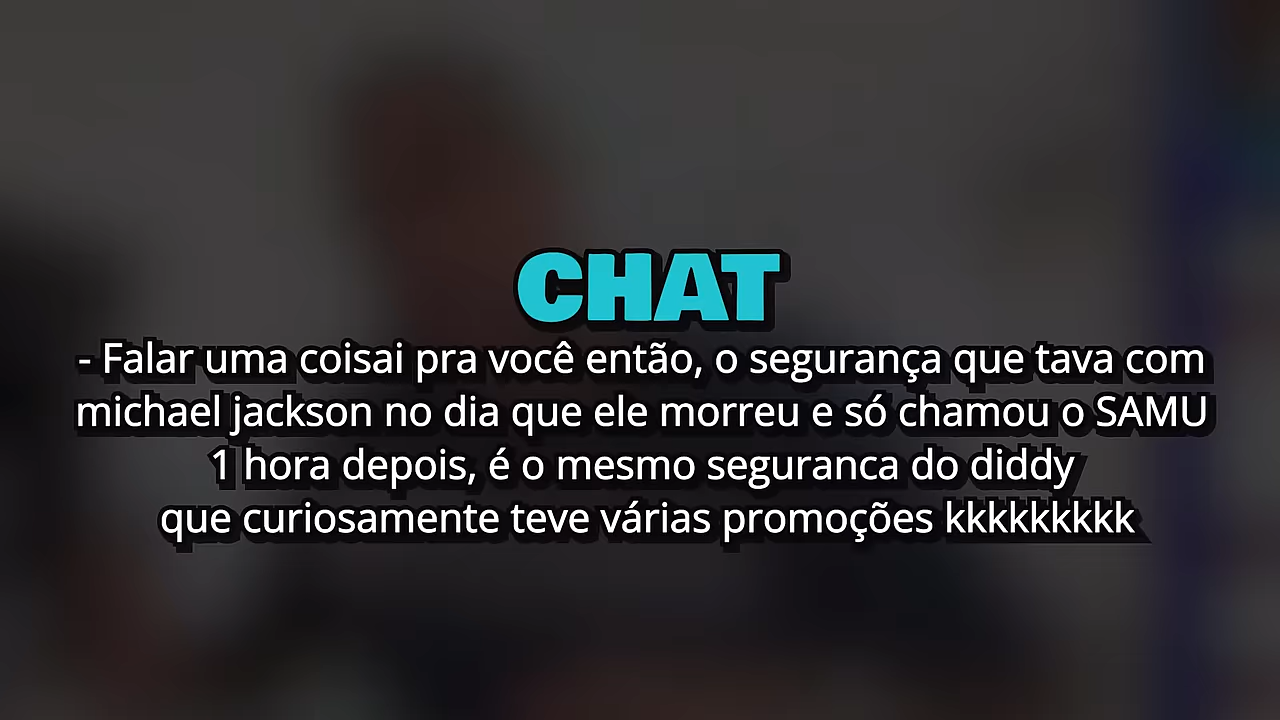 CHAT
- Falar uma coisai pra você então, o segurança que tava com
michael jackson no dia que ele morreu e só chamou o SAMU
1 hora depois, é o mesmo seguranca do diddy
que curiosamente teve várias promoções kkkkkkkkk